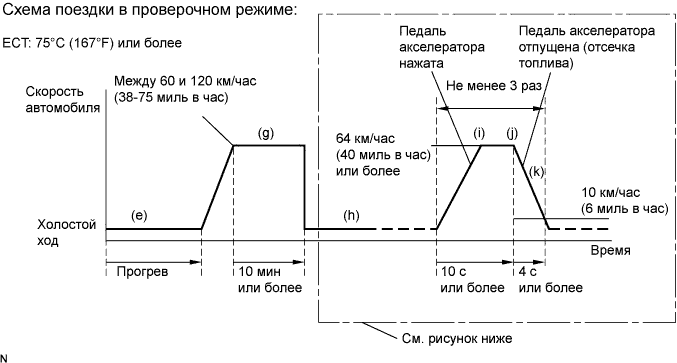 Схема поездки в проверочном режиме:
ECT: 75°C (167°F) или более
Скорость
автомобиля
Между 60 и 120 км/час
(38-75 миль в час)
(g)
(e)
Холостой
ход
Прогрев
10 мин
или более
(h)
64 км/час
(40 миль в час)
или более
Педаль
акселератора
нажата
Педаль акселератора
отпущена (отсечка
топлива)
Не менее 3 раз
(i)
(j)
(k)
10 км/час
(6 миль в час)
Время
10 с
или более
4 с
или более
См. рисунок ниже
N